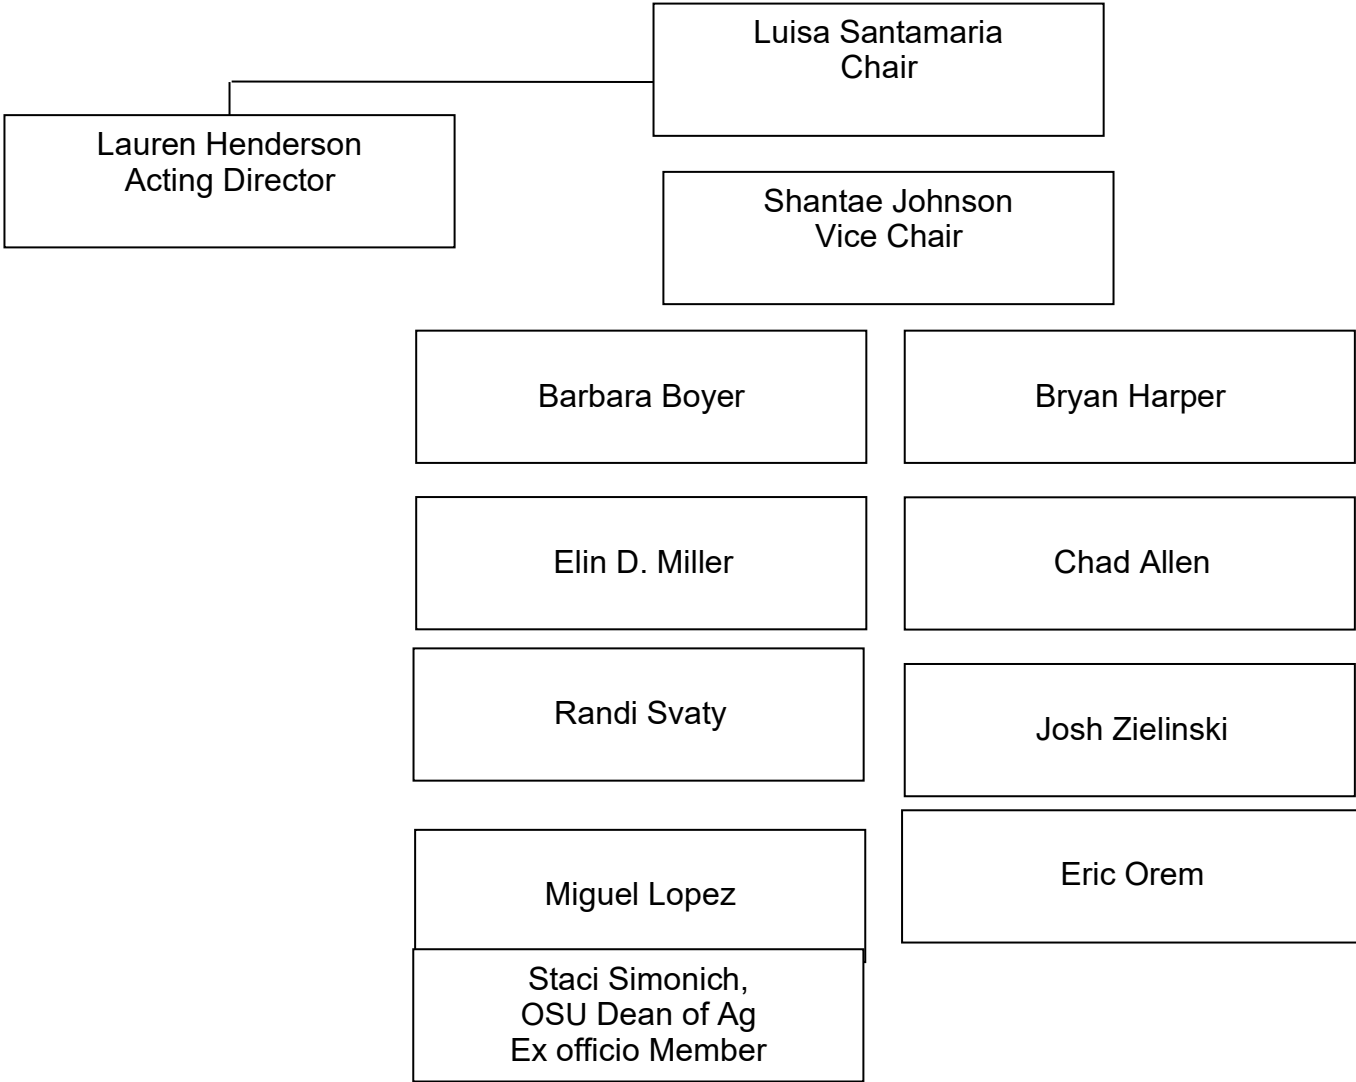 Luisa Santamaria
Chair
Lauren Henderson
Acting Director
Shantae Johnson
Vice Chair
Barbara Boyer
Bryan Harper
Elin D. Miller
Chad Allen
Randi Svaty
Josh Zielinski
Miguel Lopez
Eric Orem
Staci Simonich,
OSU Dean of Ag
Ex officio Member